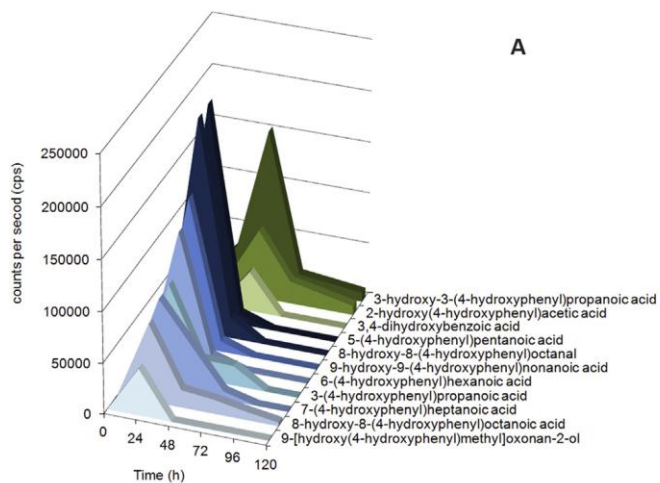 A
250000
200000
150000
100000
50000
0
counts per secod (cps)
0
24
48
72
96
120
Time (h)
3-hydroxy-3-(4-hydroxyphenyl)propanoic acid
2-hydroxy(4-hydroxyphenyl)acetic acid
3,4-dihydroxybenzoic acid
5-(4-hydroxyphenyl)pentanoic acid
8-hydroxy-8-(4-hydroxyphenyl)octanal
9-hydroxy-9-(4-hydroxyphenyl)nonanoic acid
6-(4-hydroxyphenyl)hexanoic acid
3-(4-hydroxyphenyl)propanoic acid
7-(4-hydroxyphenyl)heptanoic acid
8-hydroxy-8-(4-hydroxyphenyl)octanoic acid
9-[hydroxy(4-hydroxyphenyl)methyl]oxonan-2-ol